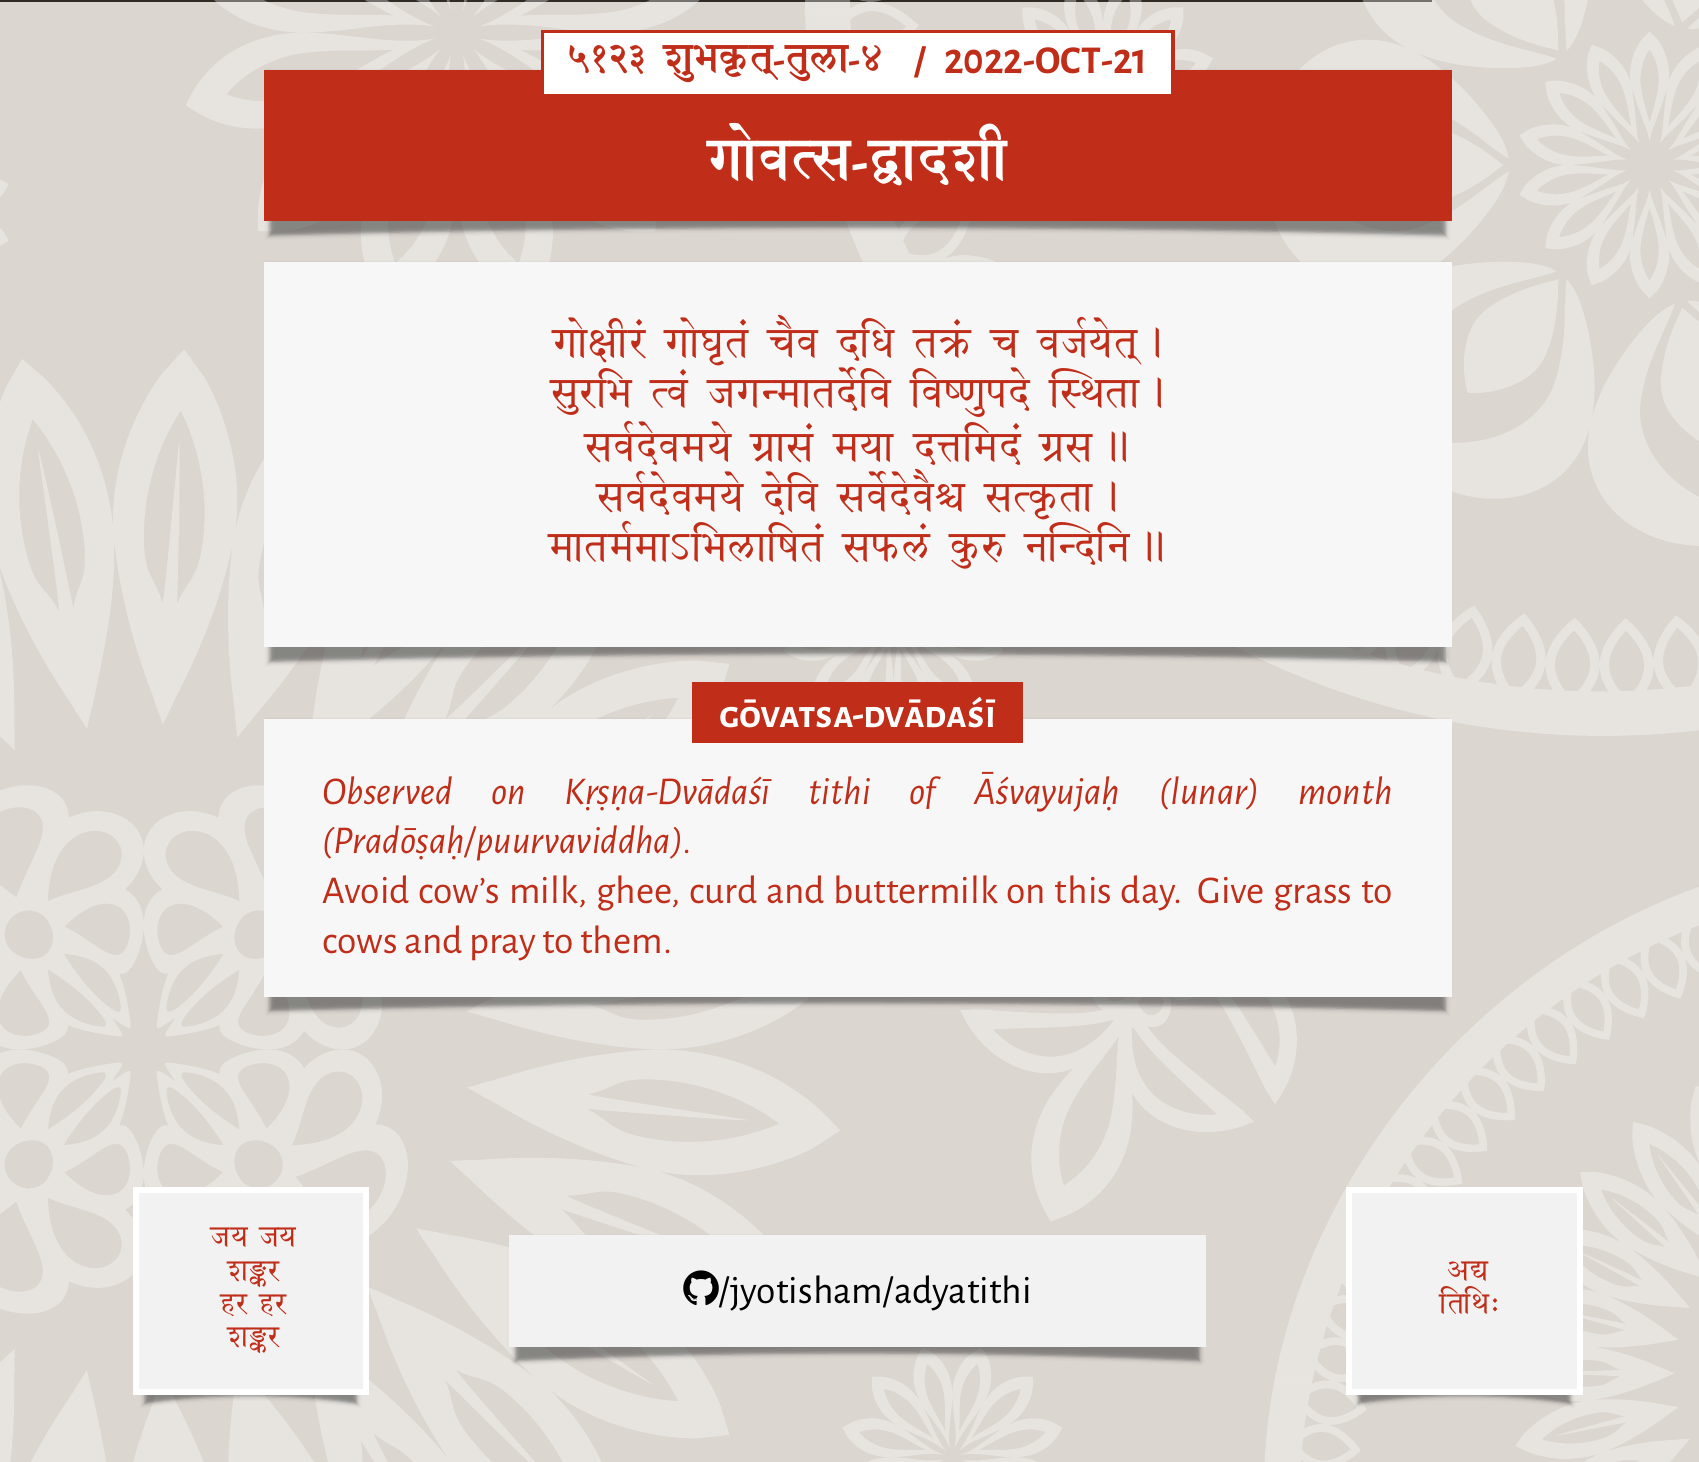 ५१२३ शुभकृत्-तुला-४ / 2022-OCT-21
गोवत्स-द्वादशी
गोक्षीरं गोघृतं चैव दधि तक्रं च वर्जयेत् ।
सुरभि त्वं जगन्मातर्देवि विष्णुपदे स्थिता ।
सर्वदेवमये ग्रासं मया दत्तमिदं ग्रस ॥
सर्वदेवमये देवि सर्वेदेवैश्च सत्कृता ।
मातर्ममाऽभिलाषितं सफलं कुरु नन्दिनि ॥
GŌVATSA-DVĀDAŚĪ
Observed on Kṛṣṇa-Dvādaśī tithi of Āśvayujaḥ (lunar) month
(Pradōṣaḥ/puurvaviddha).
Avoid cow’s milk, ghee, curd and buttermilk on this day. Give grass to
cows and pray to them.
जय जय
शङ्कर
हर हर
शङ्कर
/jyotisham/adyatithi
अद्य
तिथिः